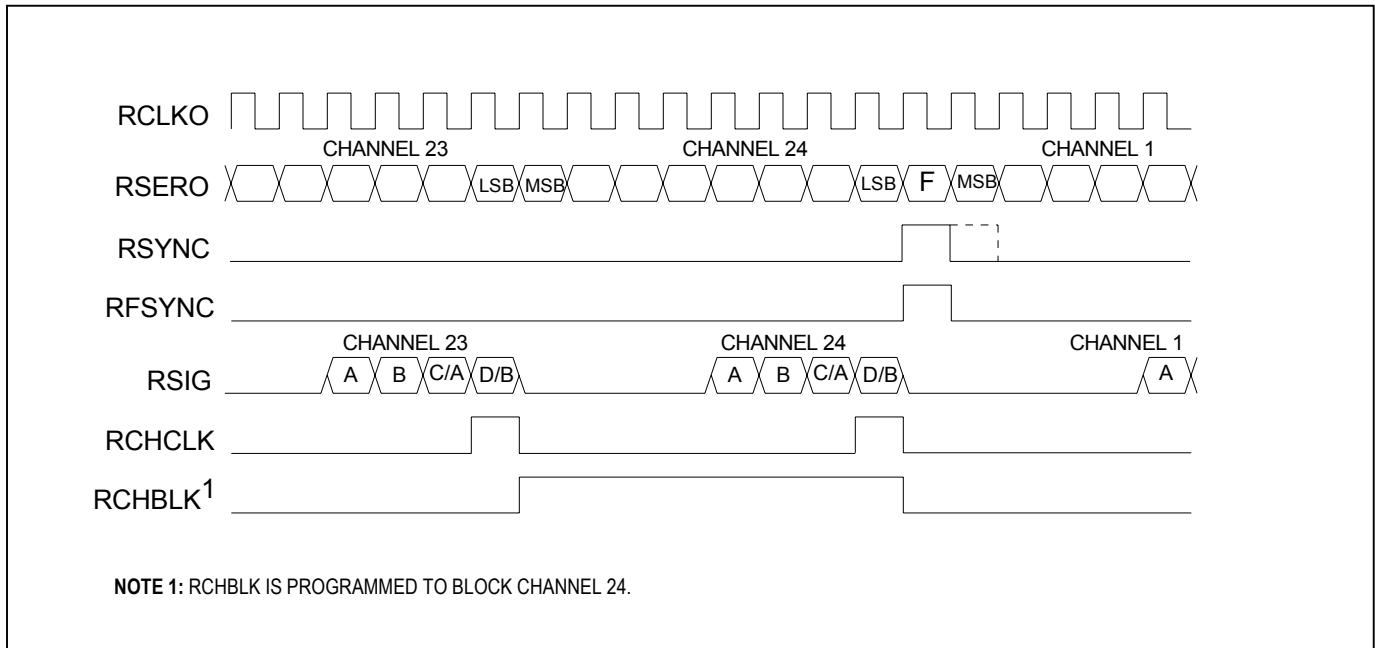 RCLKO
CHANNEL 23 CHANNEL 24 CHANNEL 1
RSERO LSB MSB LSB F MSB
RSYNC
RFSYNC
CHANNEL 23 CHANNEL 24 CHANNEL 1
RSIG A B C/A D/B A B C/A D/B A
RCHCLK
RCHBLK1
NOTE 1: RCHBLK IS PROGRAMMED TO BLOCK CHANNEL 24.